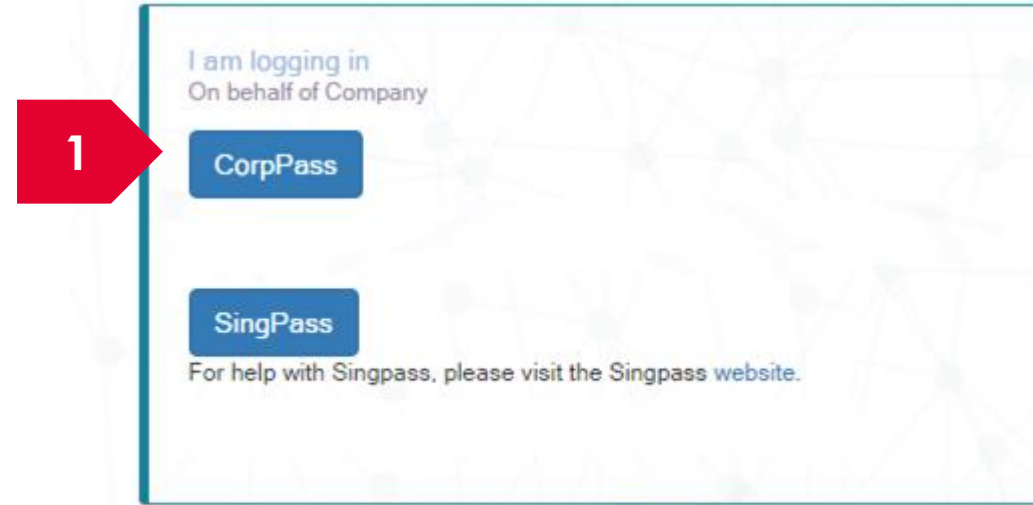 I am logging in
On behalf of Company
1
CorpPass
SingPass
For help with Singpass, please visit the Singpass website.